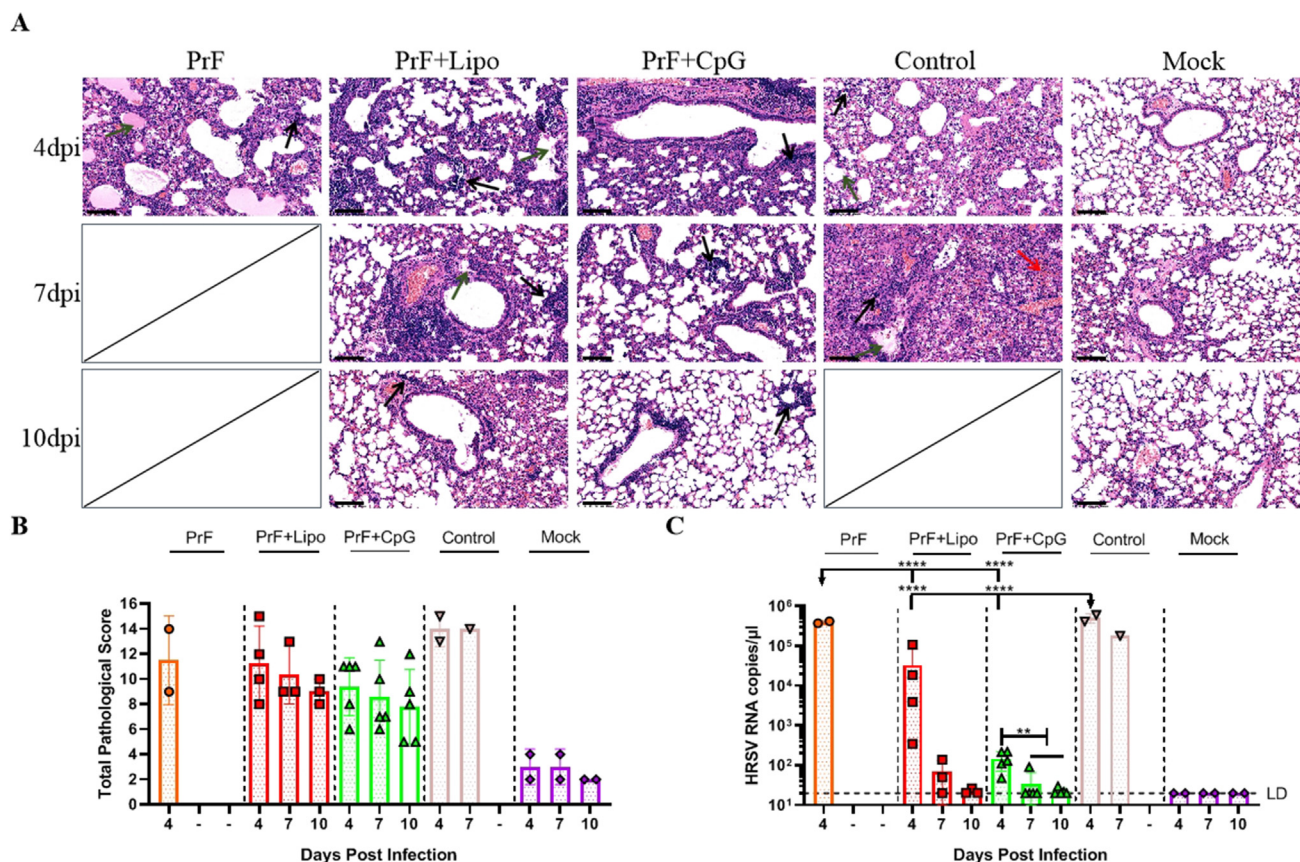 A
PrF PrF+Lipo PrF+CpG Control Mock
4dpi
7dpi
10dpi
B
PrF PrF+Lipo PrF+CpG Control Mock
Total Pathological Score
16
14
12
10
8
6
4
2
0
4 - - 4 7 10 4 7 10 4 7 - 4 7 10
Days Post Infection
C
PrF PrF+Lipo PrF+CpG Control Mock
**** ****
**** ****
**
HRSV RNA copies/µl
10⁶
10⁵
10⁴
10³
10²
10¹
LD
4 - - 4 7 10 4 7 10 4 7 - 4 7 10
Days Post Infection